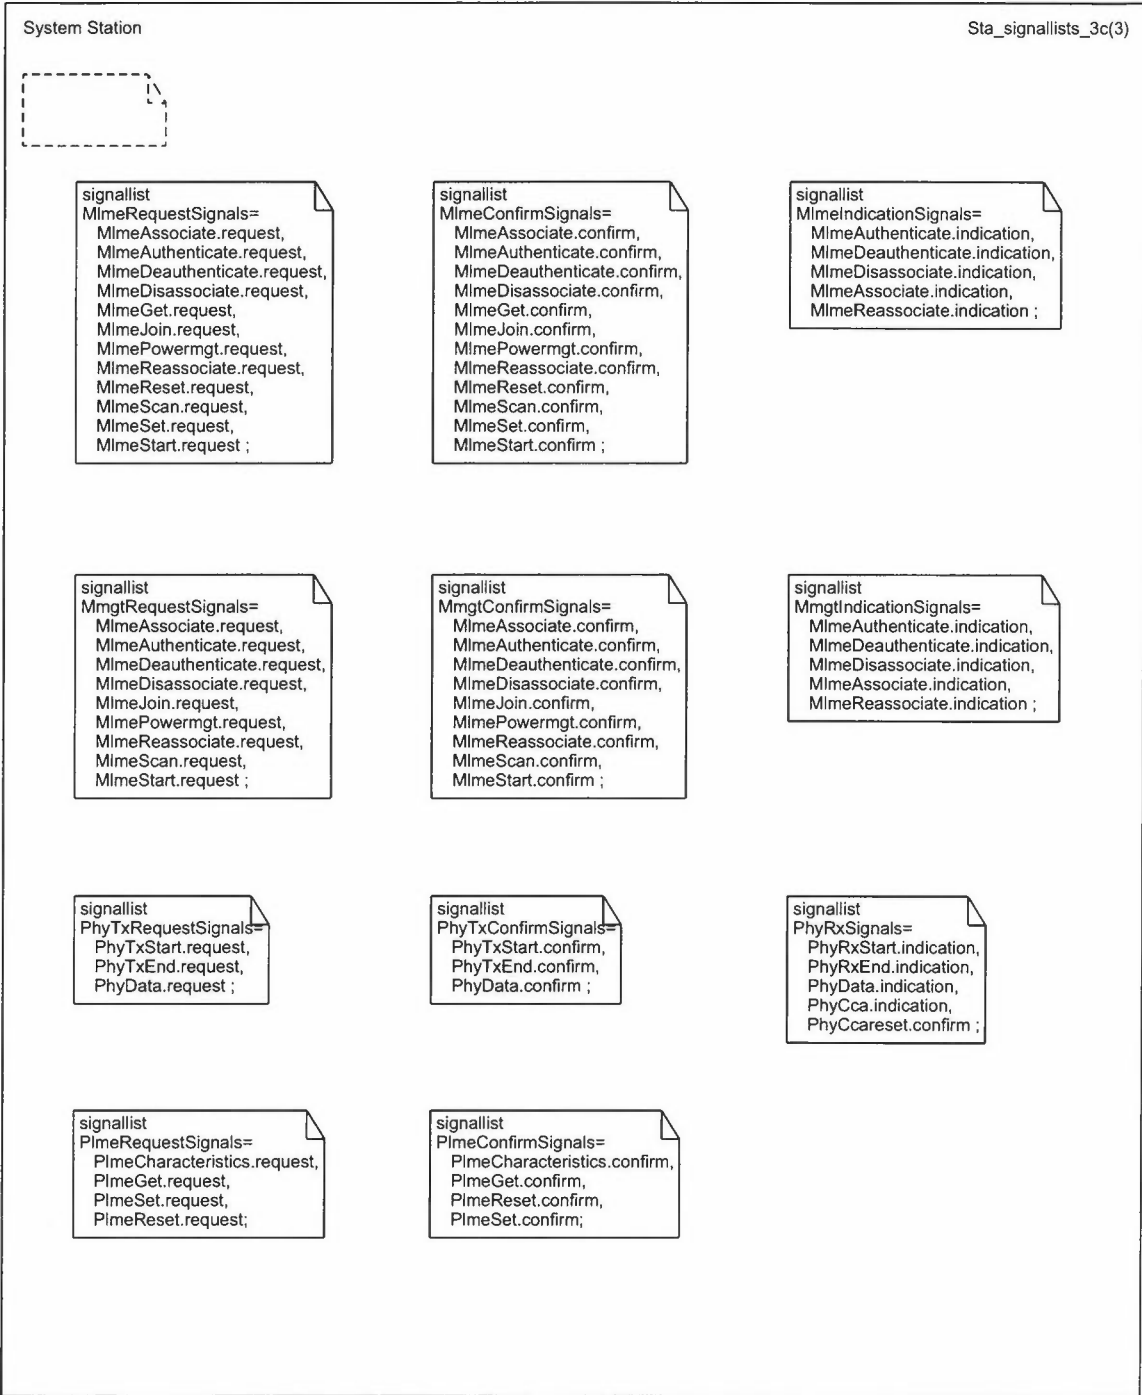 System Station
Sta_signallists_3c(3)
signallist
MlmeRequestSignals=
MlmeAssociate.request,
MlmeAuthenticate.request,
MlmeDeauthenticate.request,
MlmeDisassociate.request,
MlmeGet.request,
MlmeJoin.request,
MlmePowermgt.request,
MlmeReassociate.request,
MlmeReset.request,
MlmeScan.request,
MlmeSet.request,
MlmeStart.request ;
signallist
MlmeConfirmSignals=
MlmeAssociate.confirm,
MlmeAuthenticate.confirm,
MlmeDeauthenticate.confirm,
MlmeDisassociate.confirm,
MlmeGet.confirm,
MlmeJoin.confirm,
MlmePowermgt.confirm,
MlmeReassociate.confirm,
MlmeReset.confirm,
MlmeScan.confirm,
MlmeSet.confirm,
MlmeStart.confirm ;
signallist
MlmeIndicationSignals=
MlmeAuthenticate.indication,
MlmeDeauthenticate.indication,
MlmeDisassociate.indication,
MlmeAssociate.indication,
MlmeReassociate.indication ;
signallist
MmgtRequestSignals=
MlmeAssociate.request,
MlmeAuthenticate.request,
MlmeDeauthenticate.request,
MlmeDisassociate.request,
MlmeJoin.request,
MlmePowermgt.request,
MlmeReassociate.request,
MlmeScan.request,
MlmeStart.request ;
signallist
MmgtConfirmSignals=
MlmeAssociate.confirm,
MlmeAuthenticate.confirm,
MlmeDeauthenticate.confirm,
MlmeDisassociate.confirm,
MlmeJoin.confirm,
MlmePowermgt.confirm,
MlmeReassociate.confirm,
MlmeScan.confirm,
MlmeStart.confirm ;
signallist
MmgtIndicationSignals=
MlmeAuthenticate.indication,
MlmeDeauthenticate.indication,
MlmeDisassociate.indication,
MlmeAssociate.indication,
MlmeReassociate.indication ;
signallist
PhyTxRequestSignals=
PhyTxStart.request,
PhyTxEnd.request,
PhyData.request ;
signallist
PhyTxConfirmSignals=
PhyTxStart.confirm,
PhyTxEnd.confirm,
PhyData.confirm ;
signallist
PhyRxSignals=
PhyRxStart.indication,
PhyRxEnd.indication,
PhyData.indication,
PhyCca.indication,
PhyCcareset.confirm ;
signallist
PlmeRequestSignals=
PlmeCharacteristics.request,
PlmeGet.request,
PlmeSet.request,
PlmeReset.request;
signallist
PlmeConfirmSignals=
PlmeCharacteristics.confirm,
PlmeGet.confirm,
PlmeReset.confirm,
PlmeSet.confirm;